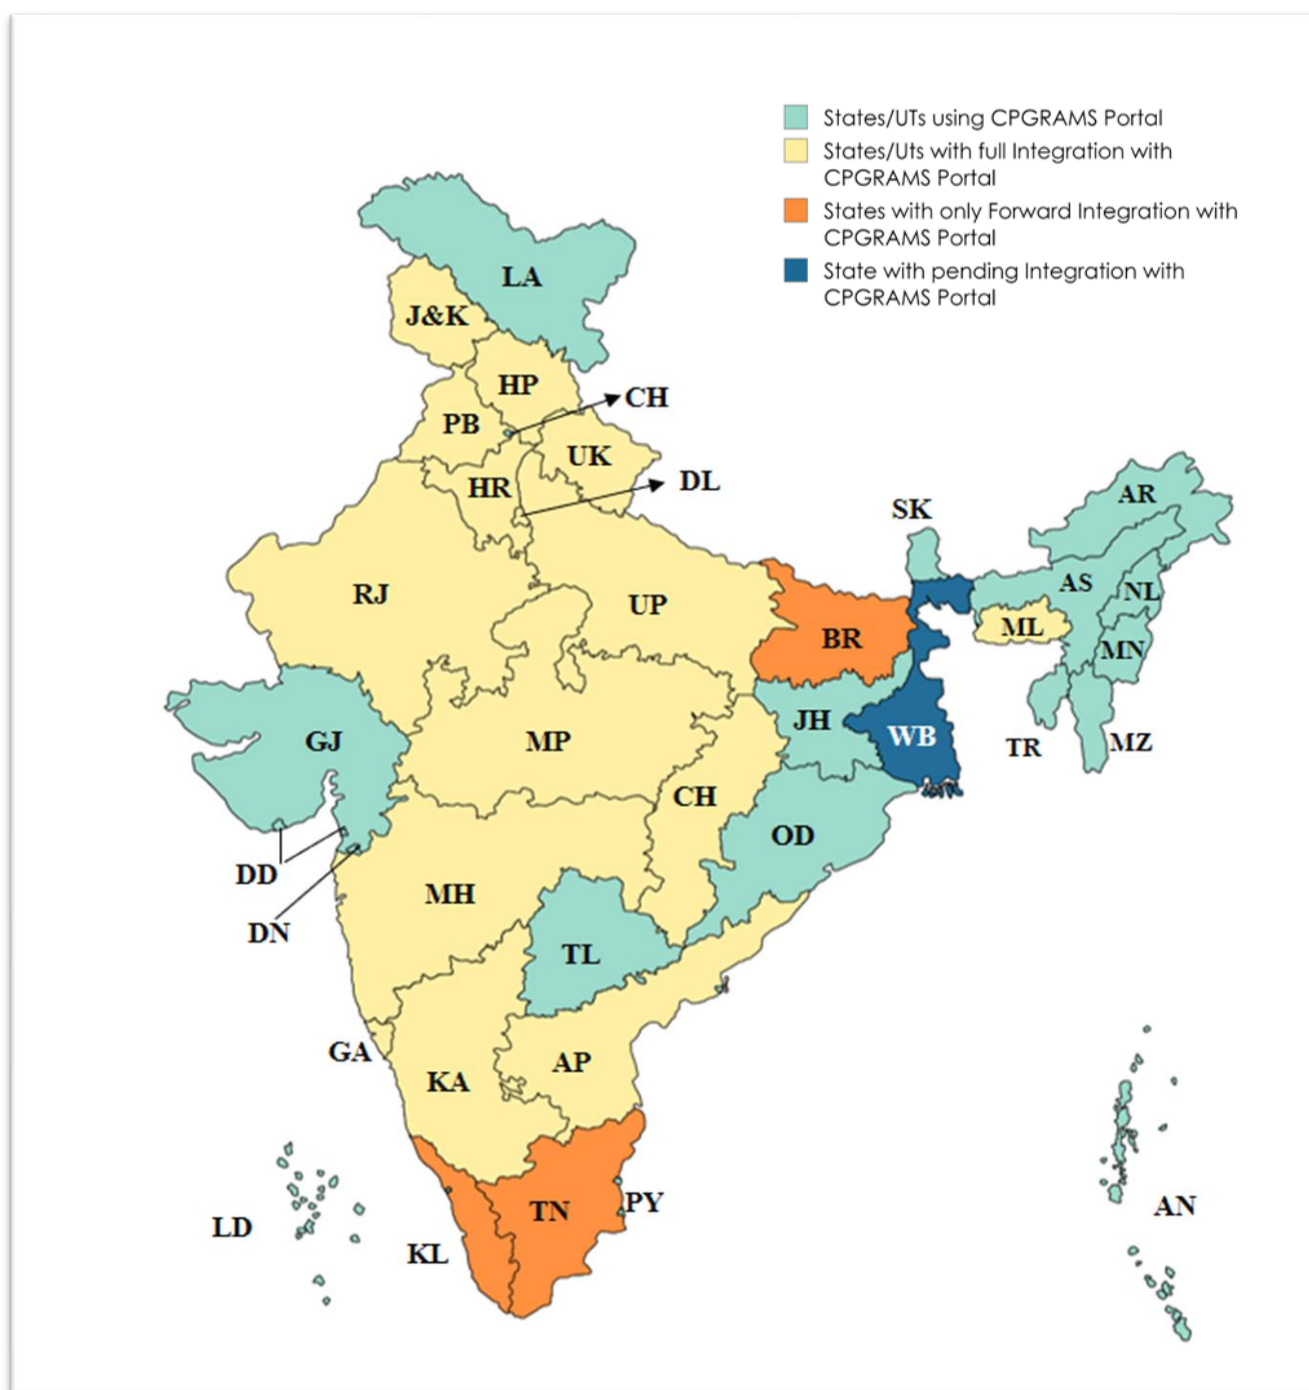 States/UTs using CPGRAMS Portal
States/Uts with full Integration with
CPGRAMS Portal
States with only Forward Integration with
CPGRAMS Portal
State with pending Integration with
CPGRAMS Portal
LA
J&K
HP
CH
PB
UK
HR
DL
AR
SK
AS
NL
RJ
UP
ML
BR
MN
JH
WB
GJ
MP
TR
MZ
CH
OD
DD
MH
DN
TL
GA
AP
KA
PY
TN
AN
LD
KL